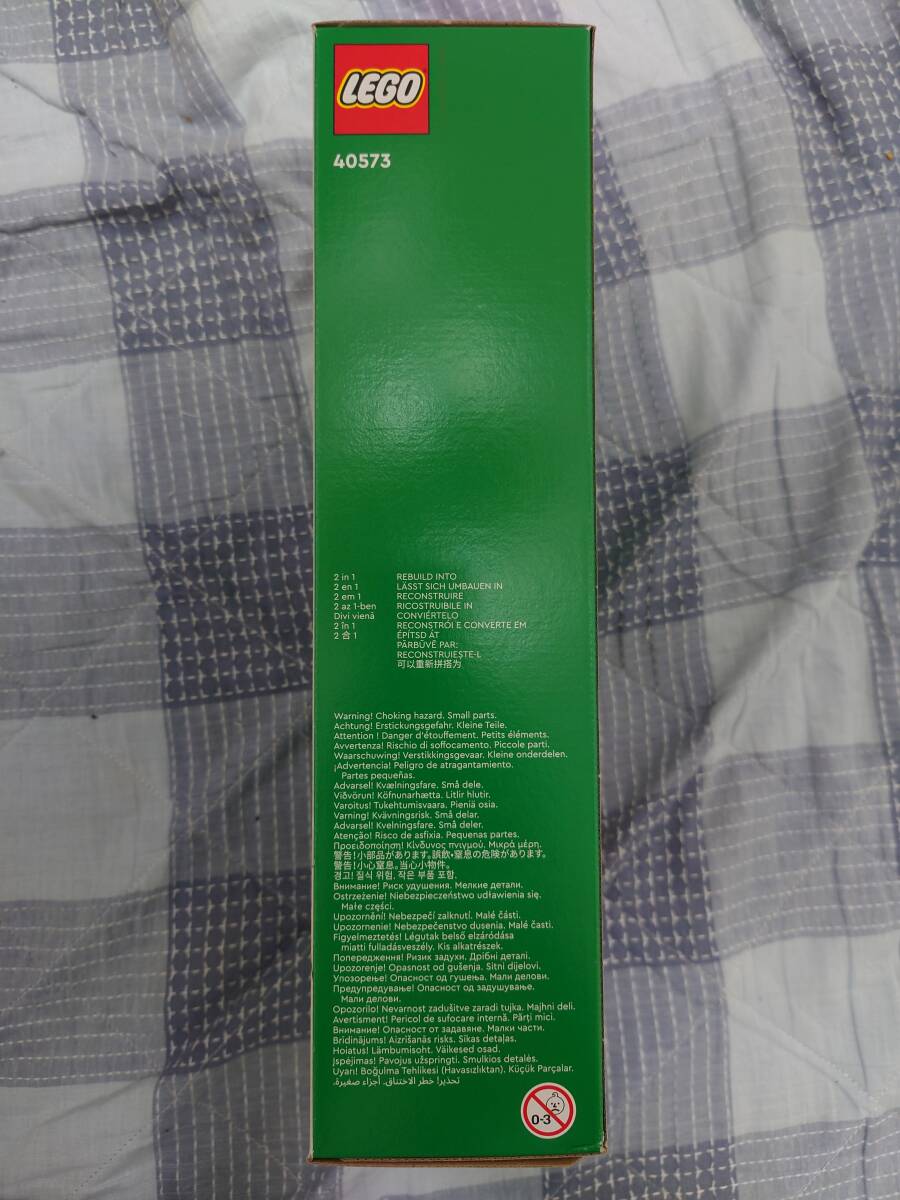 LEGO
40573
2 in 1
2 en 1
2 em 1
2 az 1-ben
Divi vienā
2 în 1
2 合 1
REBUILD INTO
LÄSST SICH UMBAUEN IN
RECONSTRUIRE
RICOSTRUIBILE IN
CONVIÉRTELO
RECONSTRÓI E CONVERTE EM
ÉPÍTSD ÁT
PĀRBŪVĒ PAR:
RECONSTRUIEȘTE-L
可以重新拼搭为
Warning! Choking hazard. Small parts.
Achtung! Erstickungsgefahr. Kleine Teile.
Attention ! Danger d'étouffement. Petits éléments.
Avvertenza! Rischio di soffocamento. Piccole parti.
Waarschuwing! Verstikkingsgevaar. Kleine onderdelen.
¡Advertencia! Peligro de atragantamiento.
Partes pequeñas.
Advarsel! Kvælningsfare. Små dele.
Viðvörun! Köfnunarhætta. Litlir hlutir.
Varoitus! Tukehtumisvaara. Pieniä osia.
Varning! Kvävningsrisk. Små delar.
Advarsel! Kvelningsfare. Små deler.
Atenção! Risco de asfixia. Pequenas partes.
Προειδοποίηση! Κίνδυνος πνιγμού. Μικρά μέρη.
警告!小部品があります。誤飲・窒息の危険があります。
警告!小心窒息。当心小物件。
경고! 질식 위험. 작은 부품 포함.
Внимание! Риск удушения. Мелкие детали.
Ostrzeżenie! Niebezpieczeństwo udławienia się.
Małe części.
Upozornění! Nebezpečí zalknutí. Malé části.
Upozornenie! Nebezpečenstvo dusenia. Malé časti.
Figyelmeztetés! Légutak belső elzáródása
miatti fulladásveszély. Kis alkatrészek.
Попередження! Ризик задухи. Дрібні деталі.
Upozorenje! Opasnost od gušenja. Sitni dijelovi.
Упозорење! Опасност од гушења. Мали делови.
Предупредување! Опасност од задушување.
Мали делови.
Opozorilo! Nevarnost zadušitve zaradi tujka. Majhni deli.
Avertisment! Pericol de sufocare internă. Părți mici.
Внимание! Опасност от задавяне. Малки части.
Brīdinājums! Aizrīšanās risks. Sīkas detaļas.
Hoiatus! Lämbumisoht. Väikesed osad.
Įspėjimas! Pavojus užspringti. Smulkios detalės.
Uyarı! Boğulma Tehlikesi (Havasızlıktan). Küçük Parçalar.
تحذير! خطر الاختناق. أجزاء صغيرة.
0-3